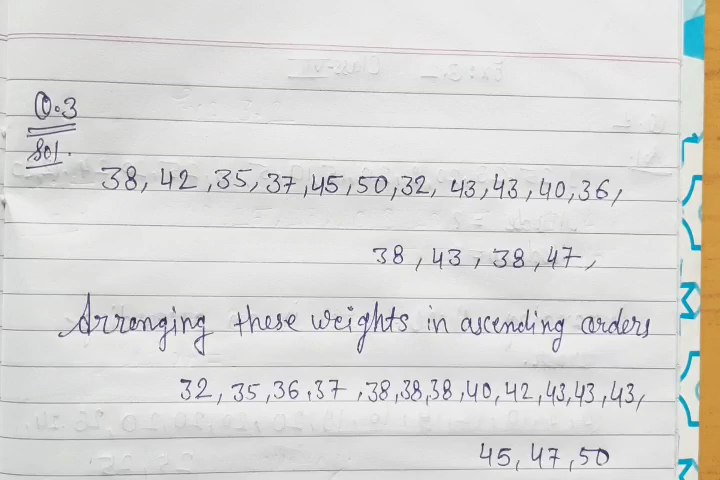 Q.3
Sol.
38, 42, 35, 37, 45, 50, 32, 43, 43, 40, 36,
38, 43, 38, 47,
Arranging these weights in ascending orders
32, 35, 36, 37, 38, 38, 38, 40, 42, 43, 43, 43,
45, 47, 50